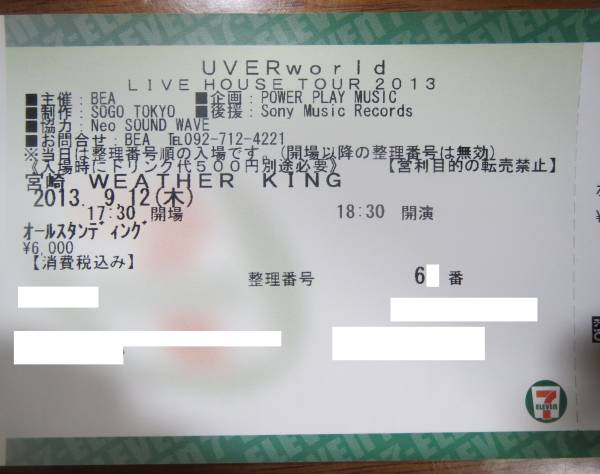 UVERworld
LIVE HOUSE TOUR 2013
■主催：BEA　■企画：POWER PLAY MUSIC
■制作：SOGO TOKYO　■後援：Sony Music Records
■協力：Neo SOUND WAVE
■お問合せ：BEA　℡092-712-4221
※当日は整理番号順の入場です。（開場以降の整理番号は無効）
《入場時にドリンク代５００円別途必要》　【営利目的の転売禁止】
宮崎　WEATHER　KING
2013. 9.12(木)
17:30 開場　18:30 開演
ｵｰﾙｽﾀﾝﾃﾞｨﾝｸﾞ
¥6,000
【消費税込み】
整理番号　6　番
7
ELEVEN